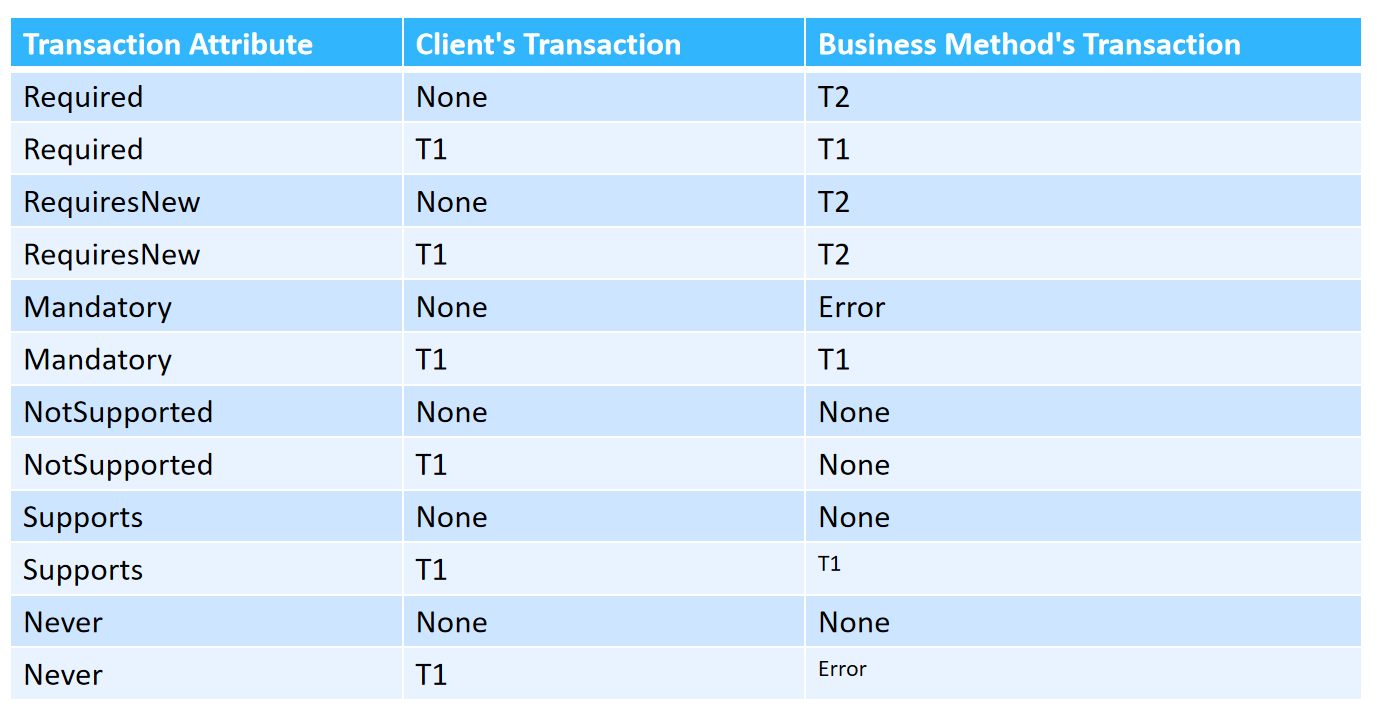 Transaction Attribute Client's Transaction Business Method's Transaction
Required None T2
Required T1 T1
RequiresNew None T2
RequiresNew T1 T2
Mandatory None Error
Mandatory T1 T1
NotSupported None None
NotSupported T1 None
Supports None None
Supports T1 T1
Never None None
Never T1 Error